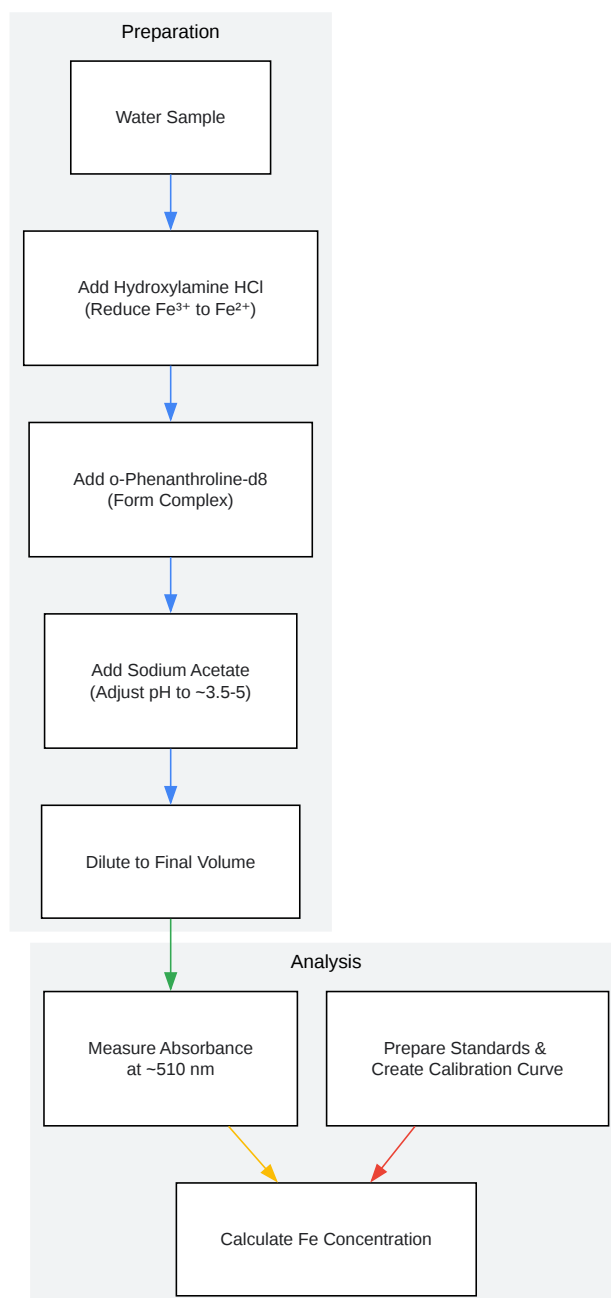 Preparation
Water Sample
Add Hydroxylamine HCl
(Reduce Fe³⁺ to Fe²⁺)
Add o-Phenanthroline-d8
(Form Complex)
Add Sodium Acetate
(Adjust pH to ~3.5-5)
Dilute to Final Volume
Analysis
Measure Absorbance
at ~510 nm
Prepare Standards &
Create Calibration Curve
Calculate Fe Concentration